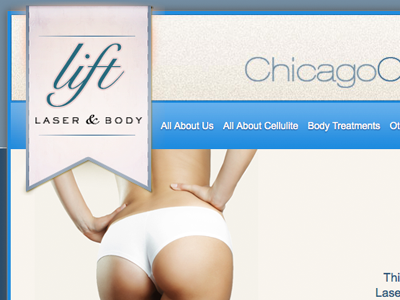 lift
LASER & BODY
ChicagoC
All About Us All About Cellulite Body Treatments Ot
Thi
Lase